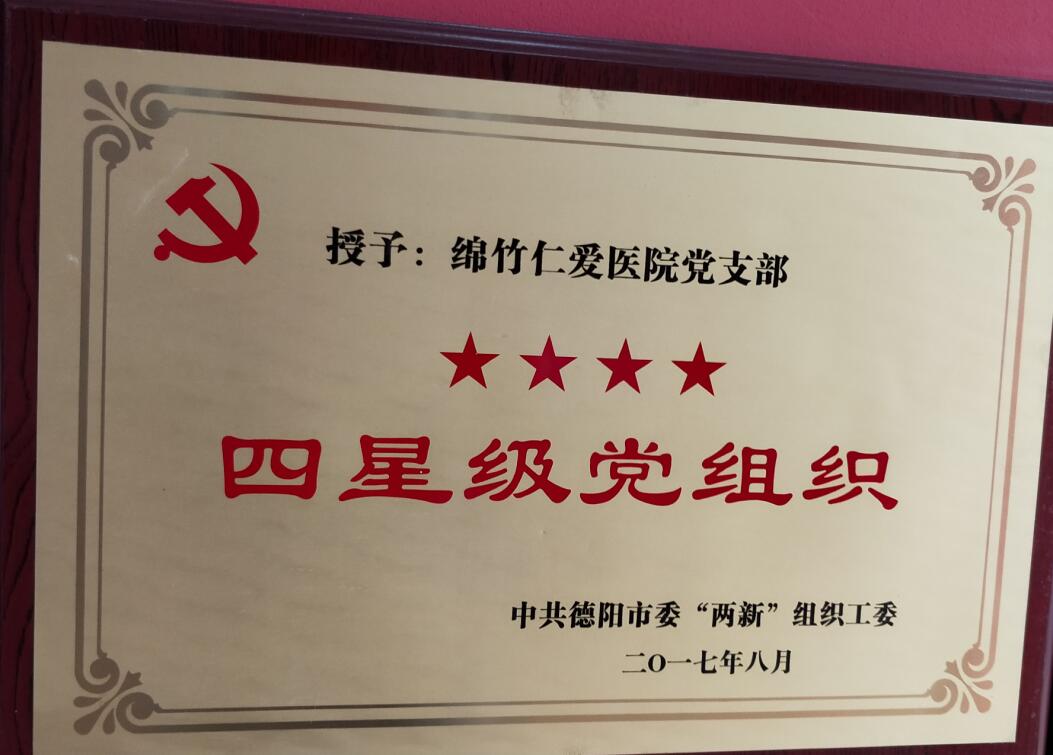 授予：绵竹仁爱医院党支部
四星级党组织
中共德阳市委“两新”组织工委
二O一七年八月